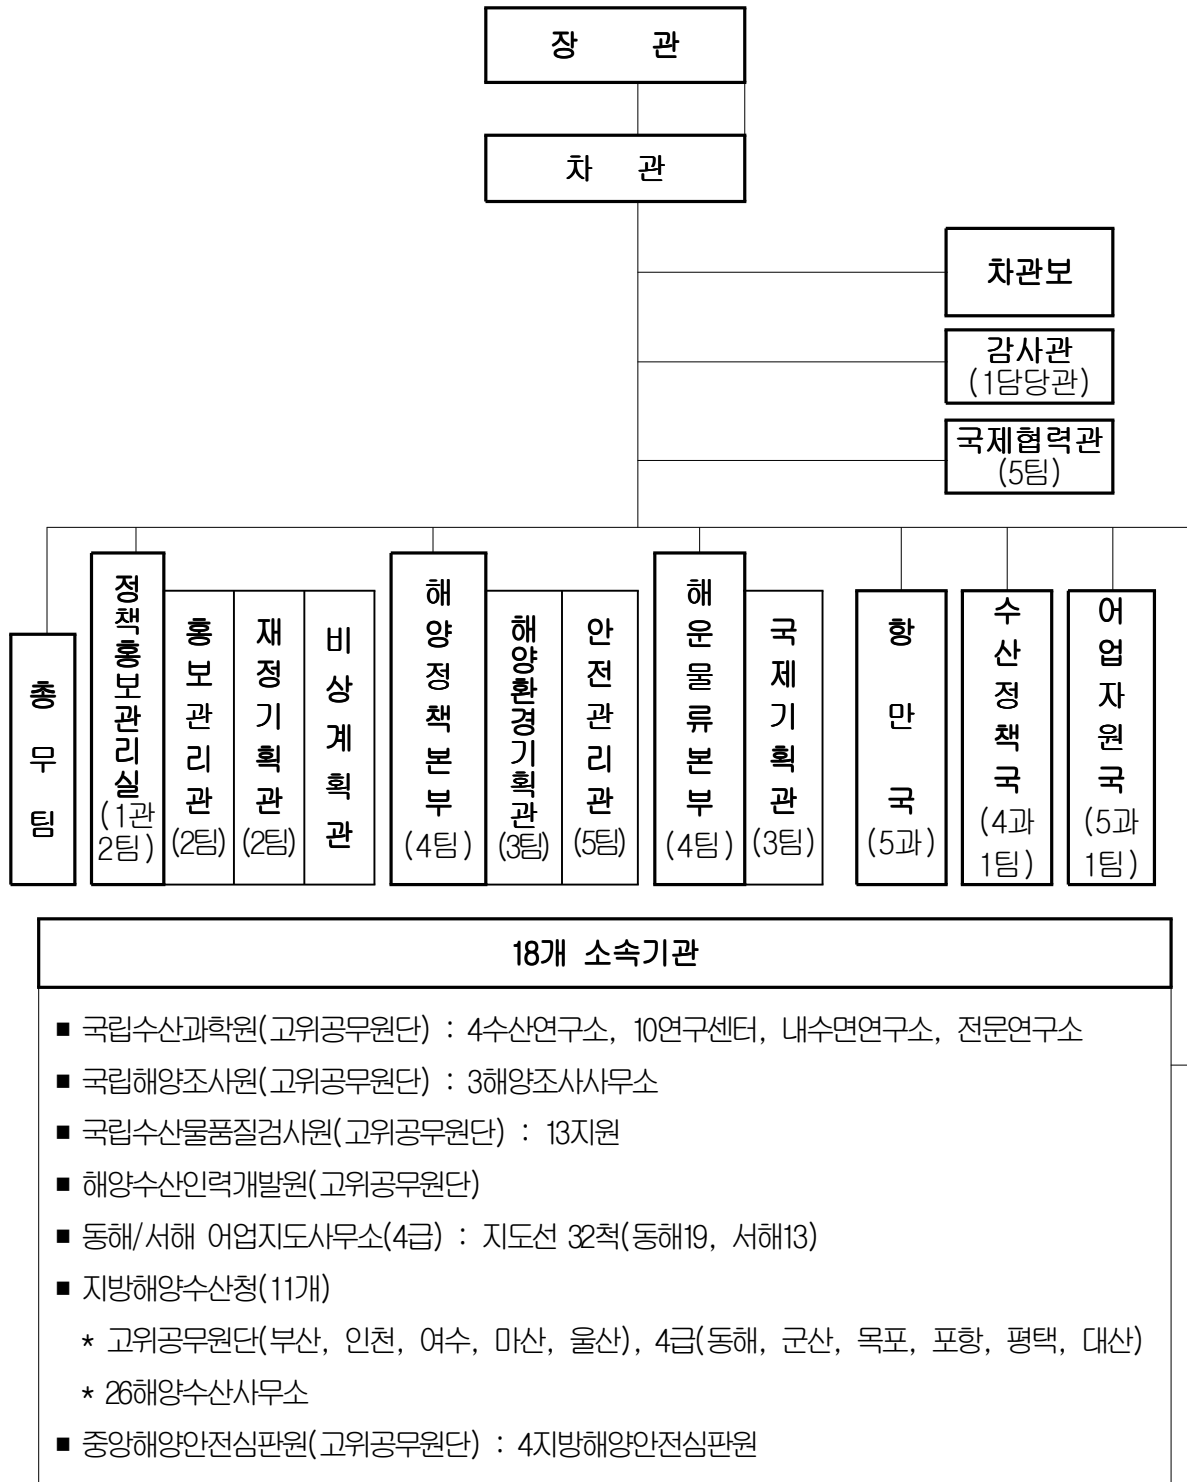 장 관
차 관
차관보
감사관
(1담당관)
국제협력관
(5팀)
총무팀
정책홍보관리실
(1관
2팀)
홍보관리관
(2팀)
재정기획관
(2팀)
비상계획관
해양정책본부
(4팀)
해양환경기획관
(3팀)
안전관리관
(5팀)
해운물류본부
(4팀)
국제기획관
(3팀)
항만국
(5과)
수산정책국
(4과
1팀)
어업자원국
(5과
1팀)
18개 소속기관
■ 국립수산과학원(고위공무원단) : 4수산연구소, 10연구센터, 내수면연구소, 전문연구소
■ 국립해양조사원(고위공무원단) : 3해양조사사무소
■ 국립수산물품질검사원(고위공무원단) : 13지원
■ 해양수산인력개발원(고위공무원단)
■ 동해/서해 어업지도사무소(4급) : 지도선 32척(동해19, 서해13)
■ 지방해양수산청(11개)
* 고위공무원단(부산, 인천, 여수, 마산, 울산), 4급(동해, 군산, 목포, 포항, 평택, 대산)
* 26해양수산사무소
■ 중앙해양안전심판원(고위공무원단) : 4지방해양안전심판원